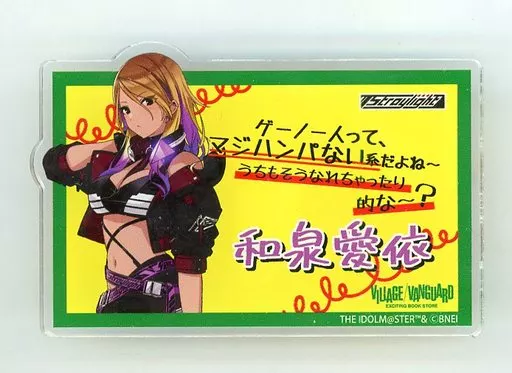 Straylight
ゲーノー人って、
マジハンパない系だよね~
うちもそうなれちゃったり
的な~?
和泉愛依
VILLAGE/VANGUARD
EXCITING BOOK STORE
THE IDOLM@STER™& ©BNEI